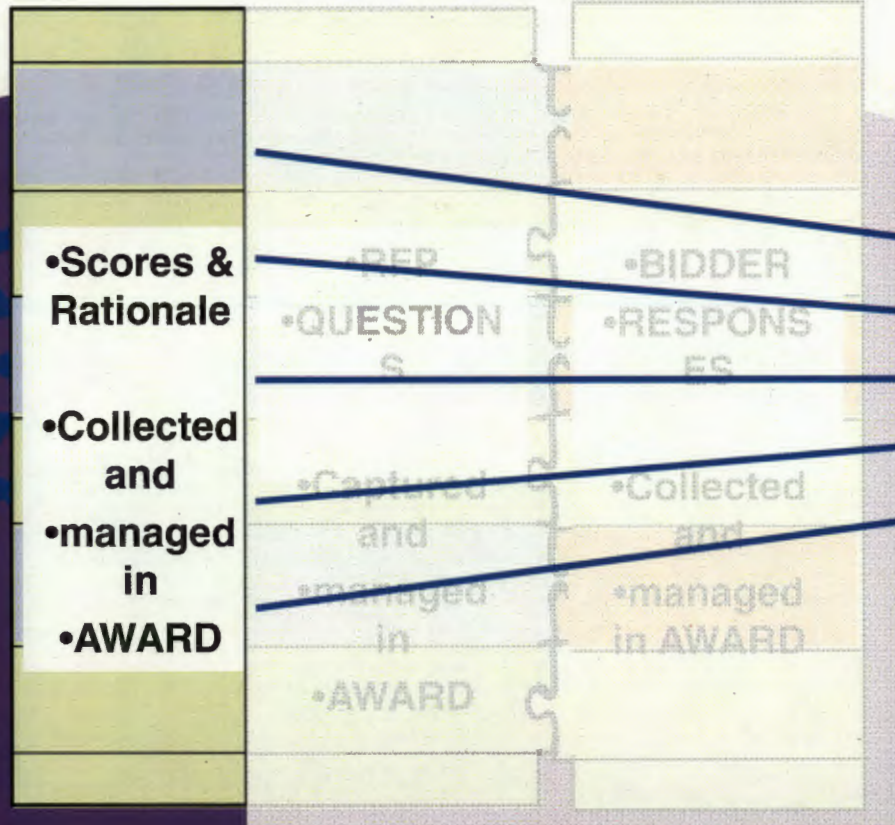 •Scores &
Rationale
•Collected
and
•managed
in
•AWARD
•RFP
•QUESTION
S
•Captured
and
•managed
in
•AWARD
•BIDDER
•RESPONS
ES
•Collected
and
•managed
in AWARD